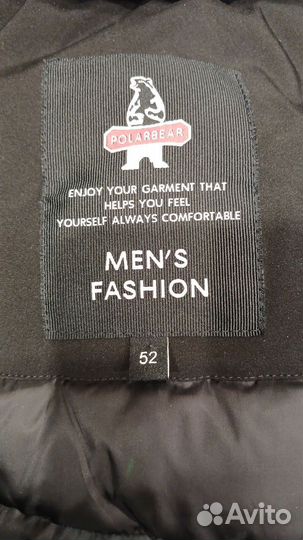 POLARBEAR
ENJOY YOUR GARMENT THAT
HELPS YOU FEEL
YOURSELF ALWAYS COMFORTABLE
MEN'S
FASHION
52
Avito